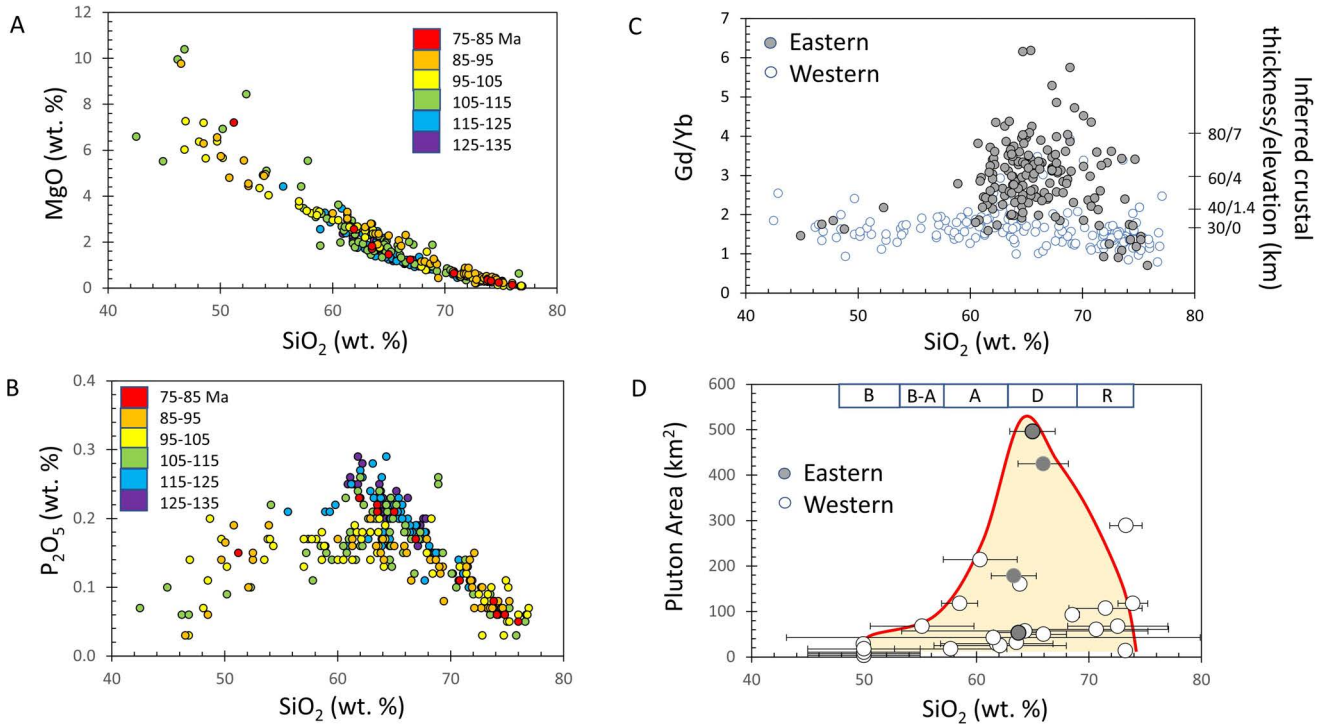 A
MgO (wt. %)
12
10
8
6
4
2
0
75-85 Ma
85-95
95-105
105-115
115-125
125-135
40 50 60 70 80
SiO2 (wt. %)
C
Gd/Yb
7
6
5
4
3
2
1
0
Eastern
Western
80/7
60/4
40/1.4
30/0
Inferred crustal
thickness/elevation (km)
40 50 60 70 80
SiO2 (wt. %)
B
P2O5 (wt. %)
0.4
0.3
0.2
0.1
0.0
75-85 Ma
85-95
95-105
105-115
115-125
125-135
40 50 60 70 80
SiO2 (wt. %)
D
Pluton Area (km2)
600
500
400
300
200
100
0
B B-A A D R
Eastern
Western
40 50 60 70 80
SiO2 (wt. %)